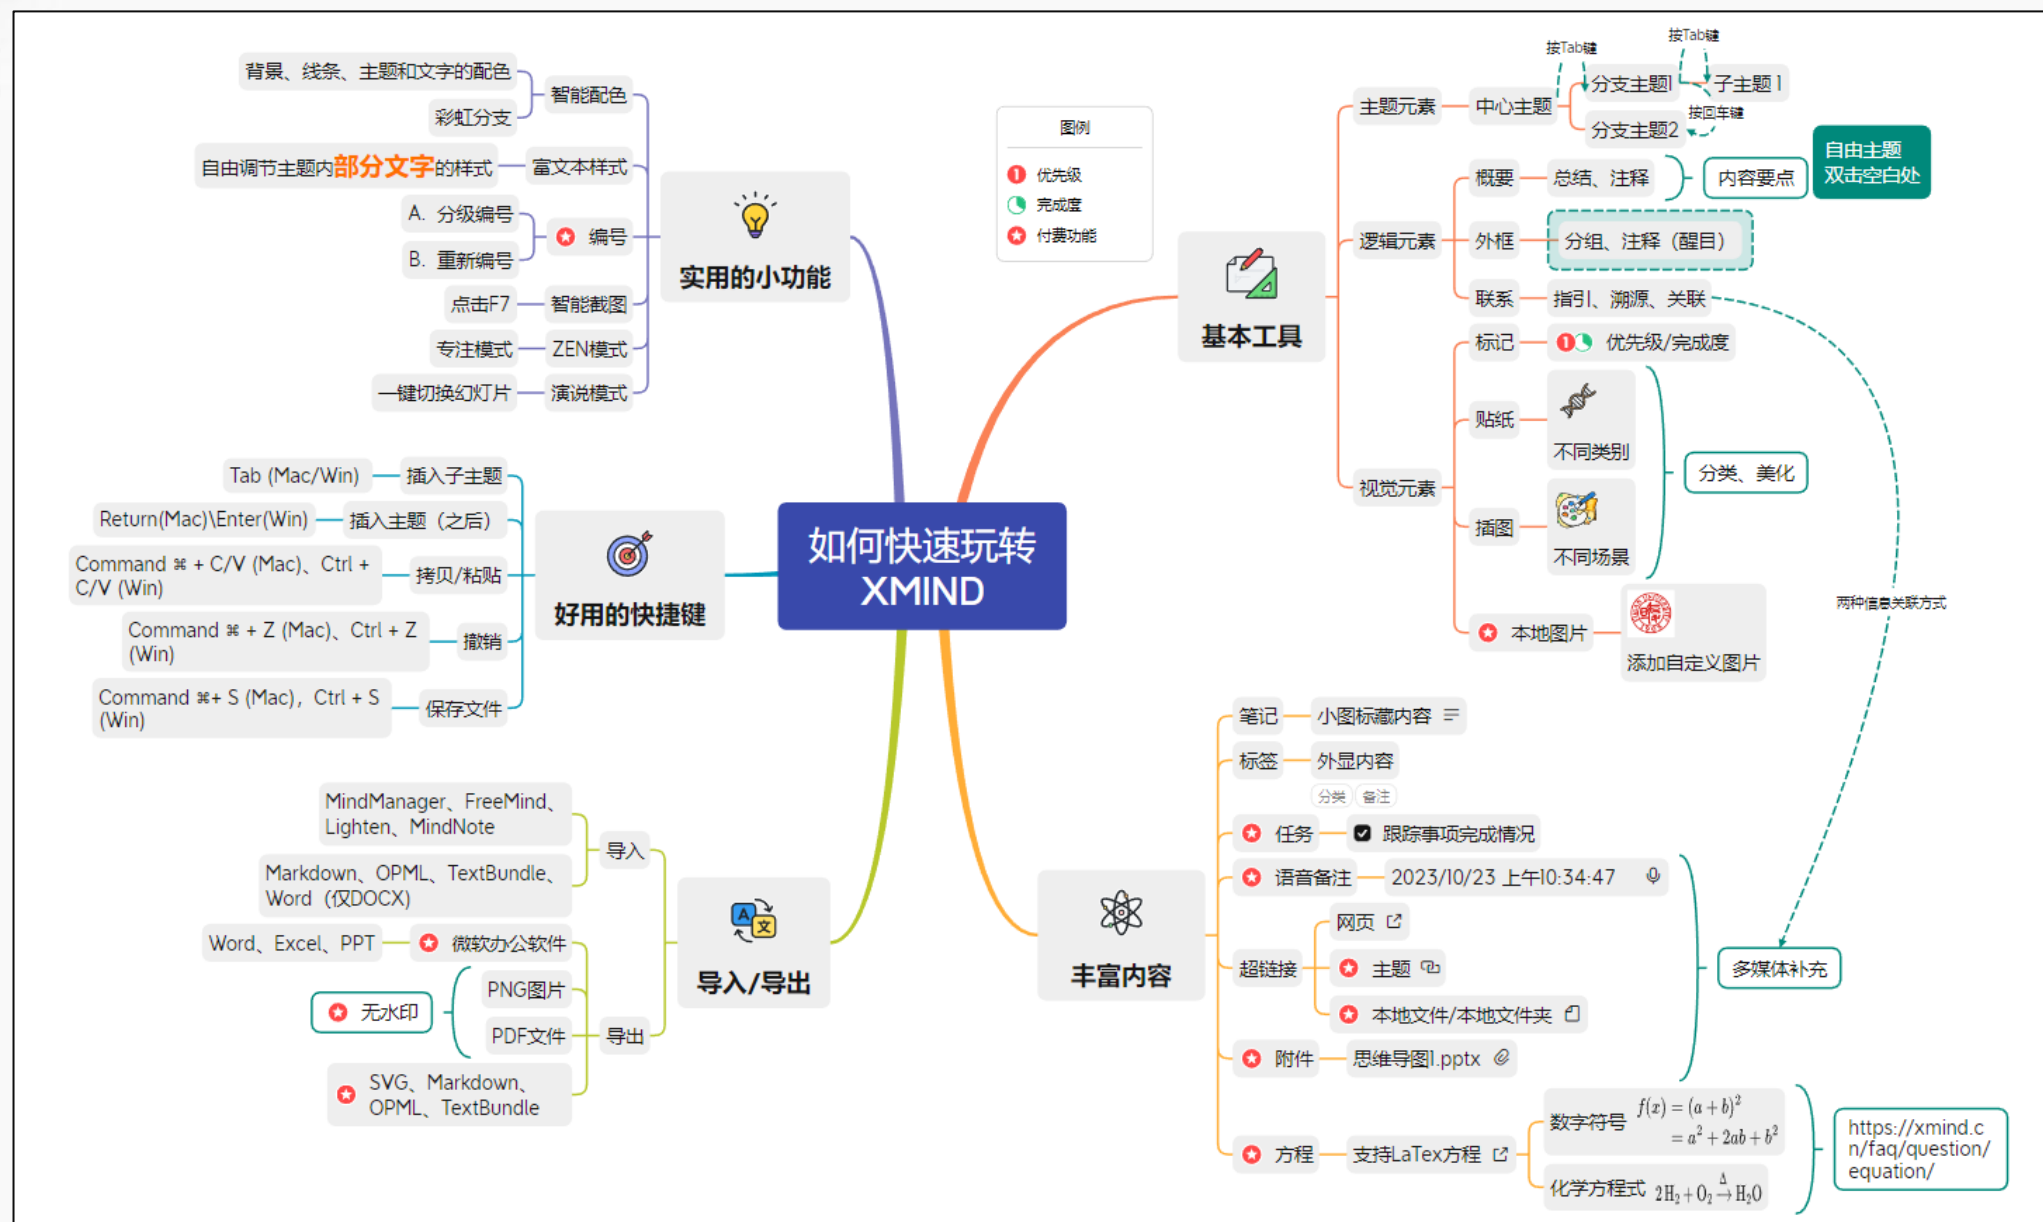 如何快速玩转
XMIND
实用的小功能
智能配色
背景、线条、主题和文字的配色
彩虹分支
富文本样式
自由调节主题内部分文字的样式
编号
A. 分级编号
B. 重新编号
智能截图
点击F7
ZEN模式
专注模式
演说模式
一键切换幻灯片
好用的快捷键
插入子主题
Tab (Mac/Win)
插入主题（之后）
Return(Mac)\Enter(Win)
拷贝/粘贴
Command ⌘ + C/V (Mac)、Ctrl +
C/V (Win)
撤销
Command ⌘ + Z (Mac)、Ctrl + Z
(Win)
保存文件
Command ⌘+ S (Mac)，Ctrl + S
(Win)
导入/导出
导入
MindManager、FreeMind、
Lighten、MindNote
Markdown、OPML、TextBundle、
Word（仅DOCX)
导出
微软办公软件
Word、Excel、PPT
PNG图片
PDF文件
无水印
SVG、Markdown、
OPML、TextBundle
图例
1 优先级
完成度
付费功能
基本工具
主题元素
中心主题
按Tab键
按Tab键
分支主题1
子主题 1
按回车键
分支主题2
自由主题
双击空白处
逻辑元素
概要
总结、注释
内容要点
外框
分组、注释（醒目）
联系
指引、溯源、关联
两种信息关联方式
视觉元素
标记
1 优先级/完成度
贴纸
不同类别
插图
不同场景
分类、美化
本地图片
添加自定义图片
丰富内容
笔记
小图标藏内容
标签
外显内容
分类 备注
任务
跟踪事项完成情况
语音备注
2023/10/23 上午10:34:47
超链接
网页
主题
本地文件/本地文件夹
附件
思维导图1.pptx
多媒体补充
方程
支持LaTex方程
数字符号 f(x) = (a + b)²
= a² + 2ab + b²
化学方程式 2H₂ + O₂ →Δ H₂O
https://xmind.c
n/faq/question/
equation/